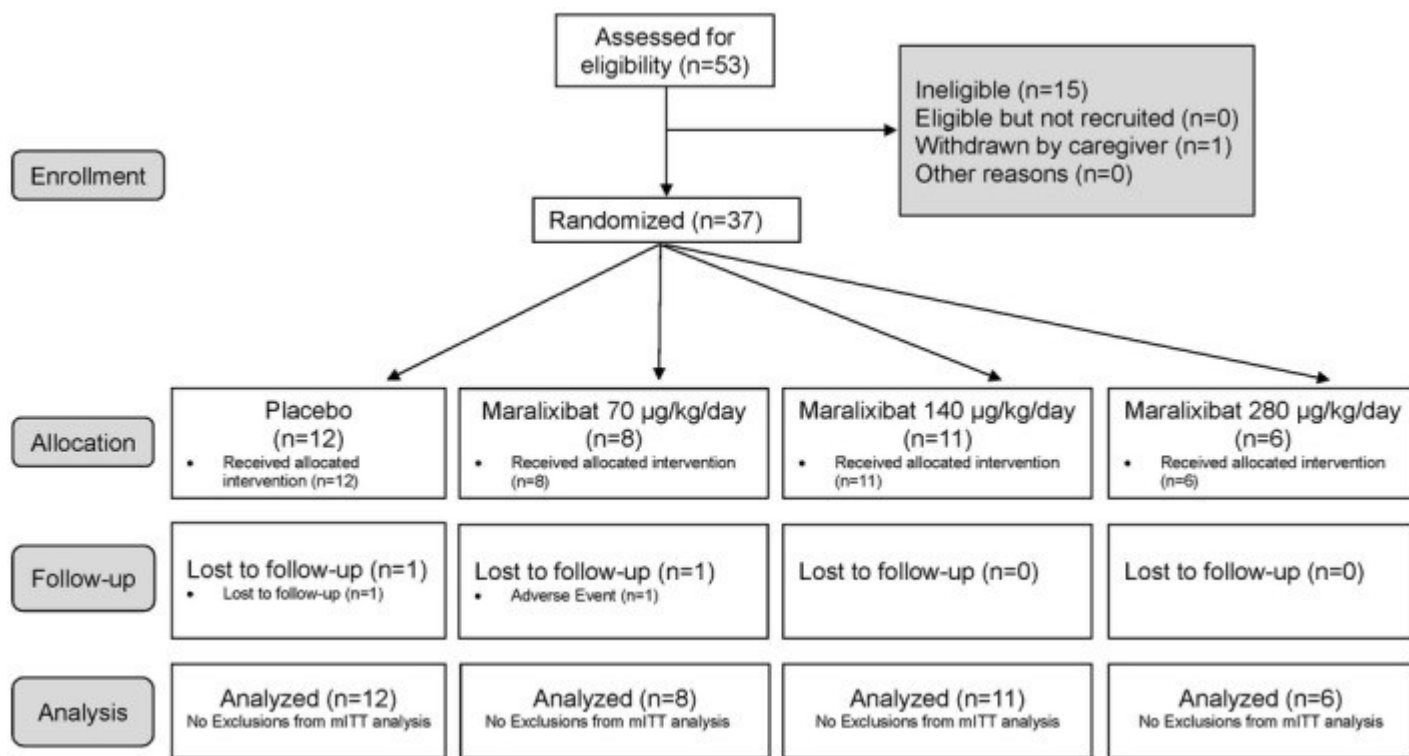 Assessed for
eligibility (n=53)
Ineligible (n=15)
Eligible but not recruited (n=0)
Withdrawn by caregiver (n=1)
Other reasons (n=0)
Enrollment
Randomized (n=37)
Allocation
Placebo
(n=12)
• Received allocated
intervention (n=12)
Maralixibat 70 µg/kg/day
(n=8)
• Received allocated intervention
(n=8)
Maralixibat 140 µg/kg/day
(n=11)
• Received allocated intervention
(n=11)
Maralixibat 280 µg/kg/day
(n=6)
• Received allocated intervention
(n=6)
Follow-up
Lost to follow-up (n=1)
• Lost to follow-up (n=1)
Lost to follow-up (n=1)
• Adverse Event (n=1)
Lost to follow-up (n=0)
Lost to follow-up (n=0)
Analysis
Analyzed (n=12)
No Exclusions from mITT analysis
Analyzed (n=8)
No Exclusions from mITT analysis
Analyzed (n=11)
No Exclusions from mITT analysis
Analyzed (n=6)
No Exclusions from mITT analysis